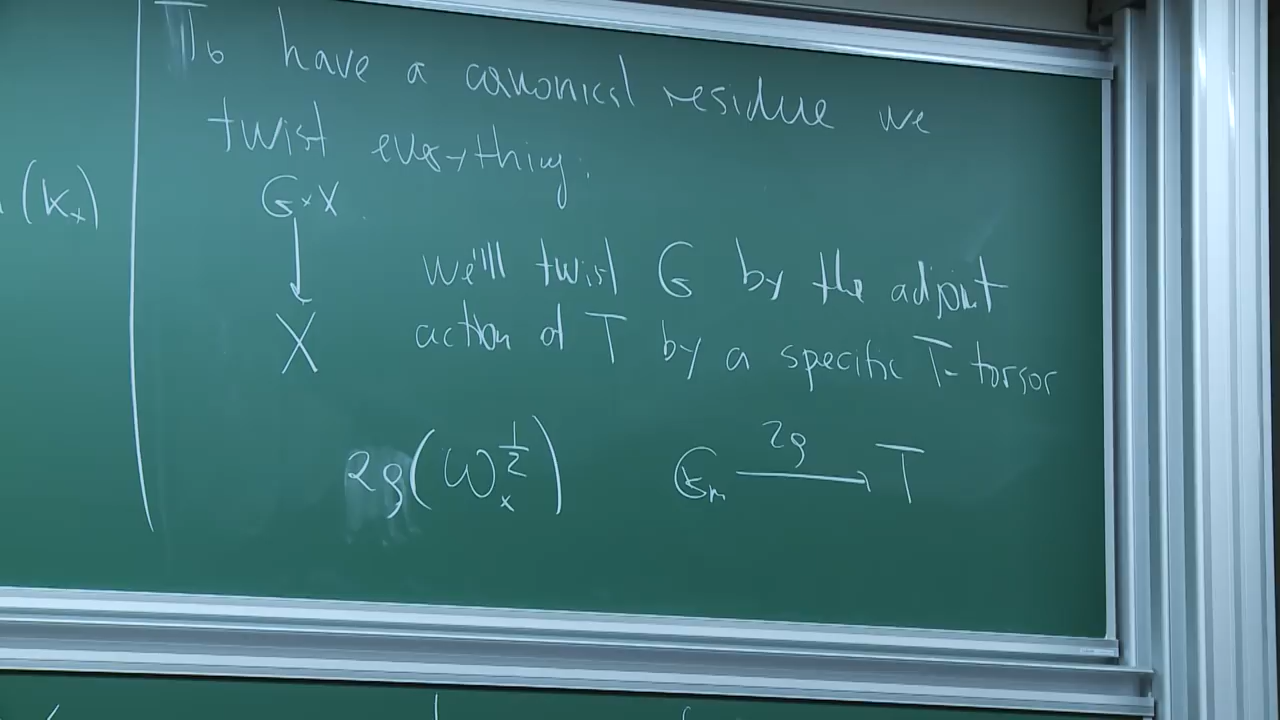 To have a canonical residue we
twist everything:
G × X
(K_x)
↓
we'll twist G by the adjoint
X
action of T by a specific T-torsor
2ρ(ω_x^{1/2}) G_m \xrightarrow{2ρ} T